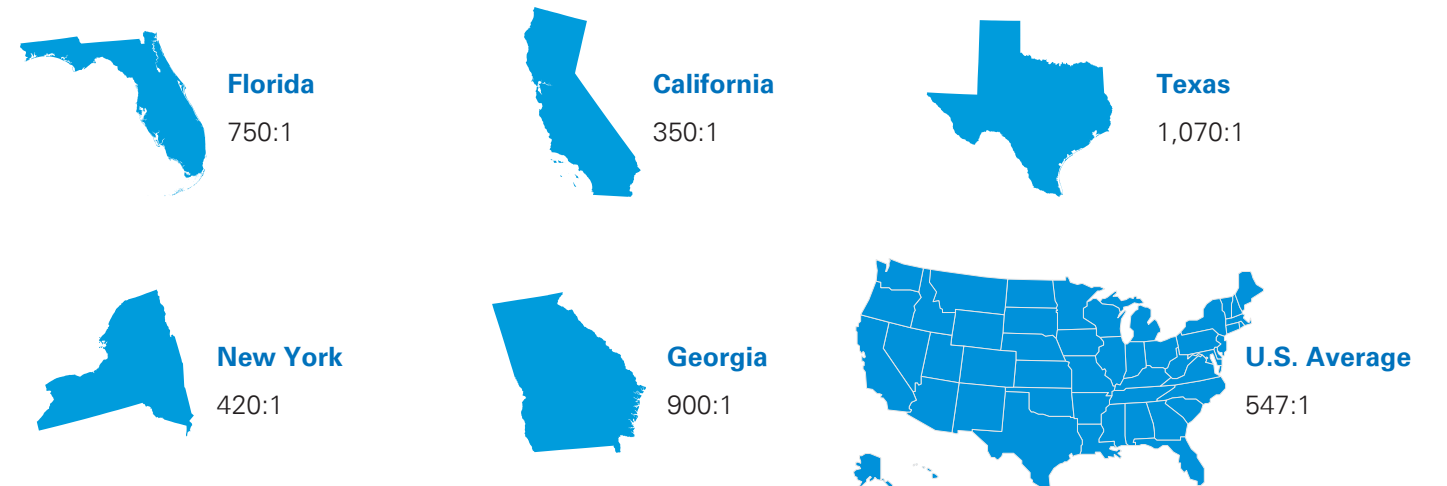 Florida
750:1
California
350:1
Texas
1,070:1
New York
420:1
Georgia
900:1
U.S. Average
547:1